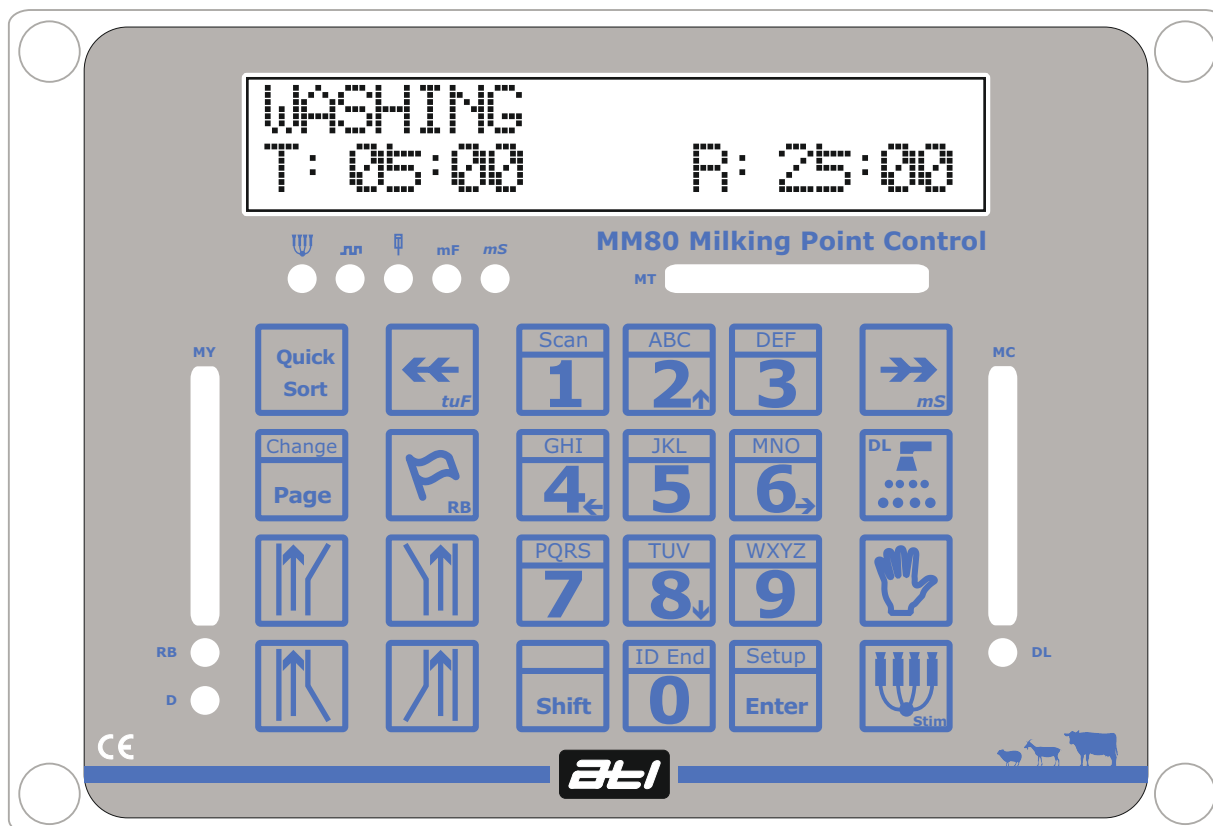 WASHING
T: 05:00 R: 25:00
mF mS
MM80 Milking Point Control
MT
MY
MC
Quick
Sort
tuF
Scan
1
ABC
2
DEF
3
mS
Change
Page
RB
GHI
4
JKL
5
MNO
6
DL
PQRS
7
TUV
8
WXYZ
9
RB
DL
D
Shift
ID End
0
Setup
Enter
Stim
CE
atl